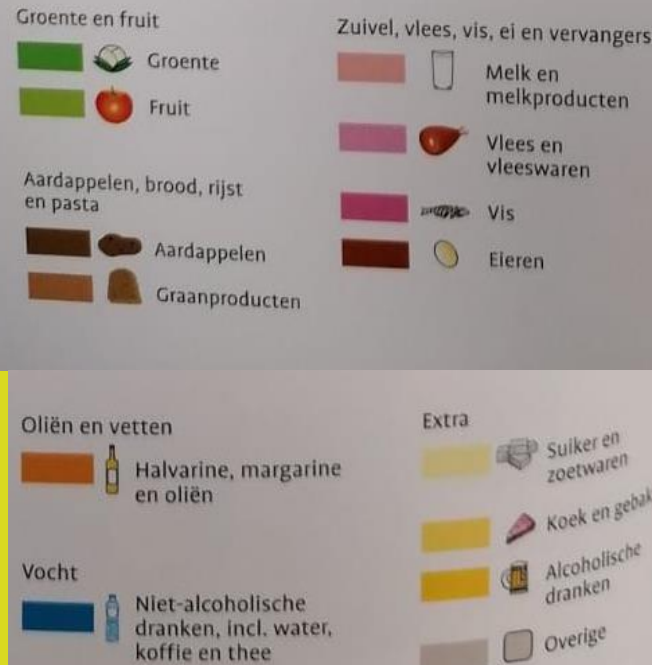 Groente en fruit
Groente
Fruit
Aardappelen, brood, rijst
en pasta
Aardappelen
Graanproducten
Zuivel, vlees, vis, ei en vervangers
Melk en
melkproducten
Vlees en
vleeswaren
Vis
Eieren
Oliën en vetten
Halvarine, margarine
en oliën
Vocht
Niet-alcoholische
dranken, incl. water,
koffie en thee
Extra
Suiker en
zoetwaren
Koek en gebak
Alcoholische
dranken
Overige